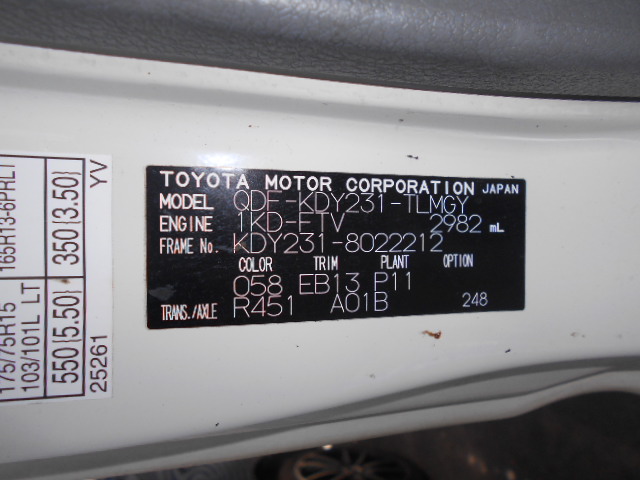 TOYOTA MOTOR CORPORATION JAPAN
MODEL QDF-KDY231-TLMGY
ENGINE 1KD-FTV 2982 mL
FRAME No. KDY231-8022212
COLOR TRIM PLANT OPTION
058 EB13 P11
TRANS./AXLE R451 A01B 248
175/75R15 165R13-6PRLT
103/101L LT
550(5.50) 350(3.50)
25261 YV